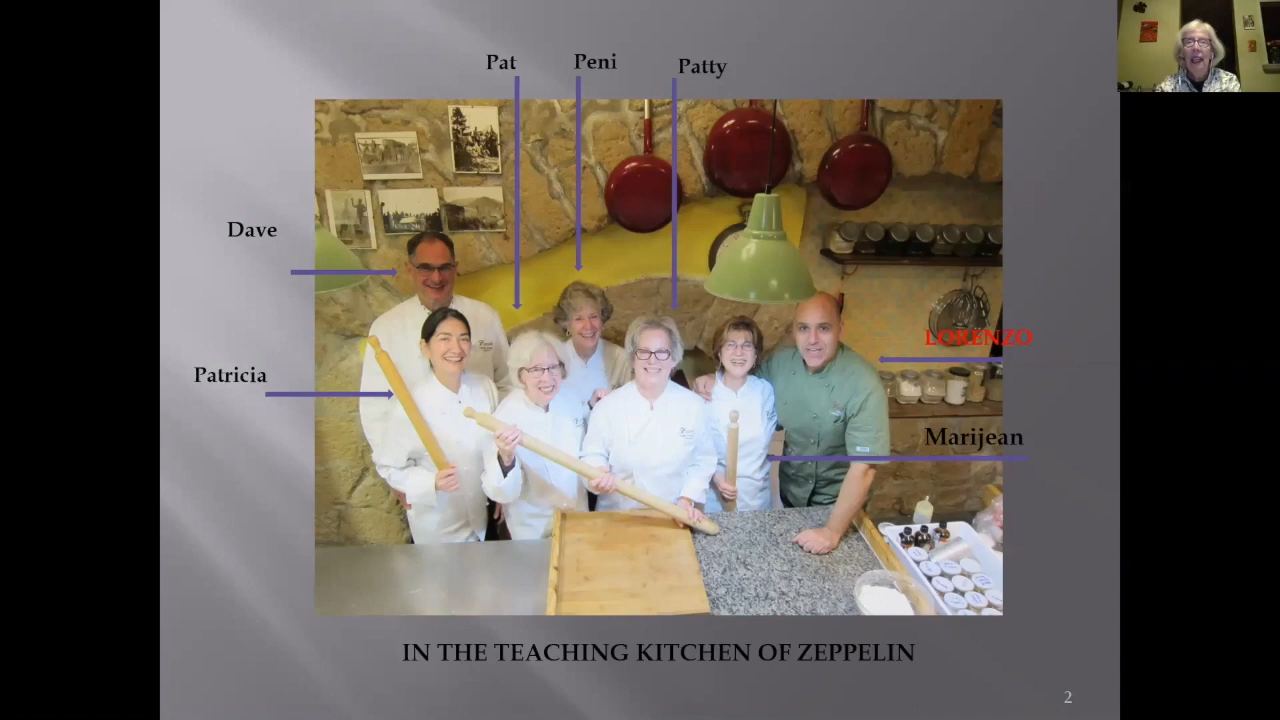 Pat
Peni
Patty
Dave
LORENZO
Patricia
Marijean
IN THE TEACHING KITCHEN OF ZEPPELIN
2